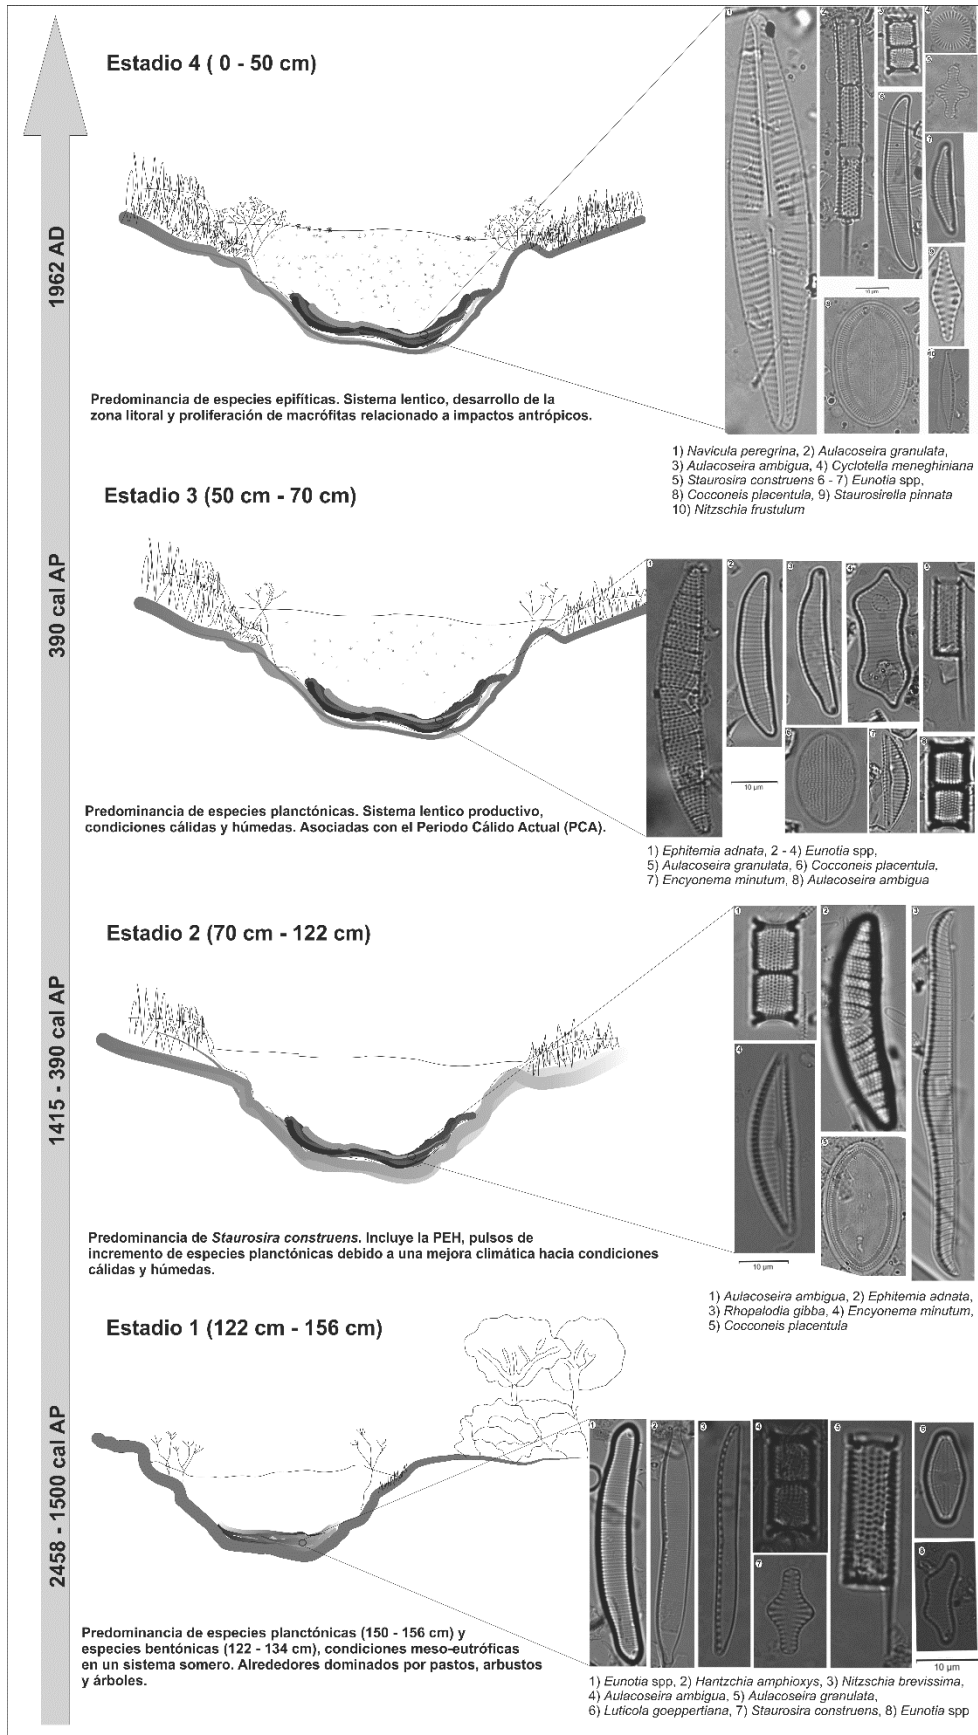 Estadio 4 ( 0 - 50 cm)
1962 AD
Predominancia de especies epifíticas. Sistema lentico, desarrollo de la
zona litoral y proliferación de macrófitas relacionado a impactos antrópicos.
10 µm
1) Navicula peregrina, 2) Aulacoseira granulata,
3) Aulacoseira ambigua, 4) Cyclotella meneghiniana
5) Staurosira construens 6 - 7) Eunotia spp,
8) Cocconeis placentula, 9) Staurosirella pinnata
10) Nitzschia frustulum
Estadio 3 (50 cm - 70 cm)
390 cal AP
Predominancia de especies planctónicas. Sistema lentico productivo,
condiciones cálidas y húmedas. Asociadas con el Periodo Cálido Actual (PCA).
10 µm
1) Ephitemia adnata, 2 - 4) Eunotia spp,
5) Aulacoseira granulata, 6) Cocconeis placentula,
7) Encyonema minutum, 8) Aulacoseira ambigua
Estadio 2 (70 cm - 122 cm)
1415 - 390 cal AP
Predominancia de Staurosira construens. Incluye la PEH, pulsos de
incremento de especies planctónicas debido a una mejora climática hacia condiciones
cálidas y húmedas.
10 µm
1) Aulacoseira ambigua, 2) Ephitemia adnata,
3) Rhopalodia gibba, 4) Encyonema minutum,
5) Cocconeis placentula
Estadio 1 (122 cm - 156 cm)
2458 - 1500 cal AP
Predominancia de especies planctónicas (150 - 156 cm) y
especies bentónicas (122 - 134 cm), condiciones meso-eutróficas
en un sistema somero. Alrededores dominados por pastos, arbustos
y árboles.
10 µm
1) Eunotia spp, 2) Hantzchia amphioxys, 3) Nitzschia brevissima,
4) Aulacoseira ambigua, 5) Aulacoseira granulata,
6) Luticola goeppertiana, 7) Staurosira construens, 8) Eunotia spp